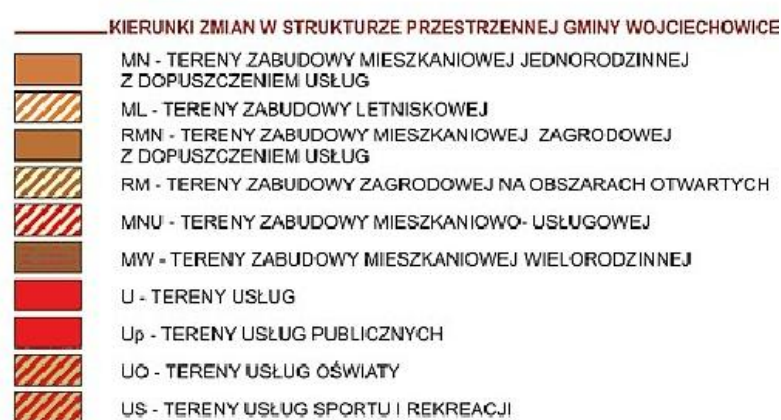 KIERUNKI ZMIAN W STRUKTURZE PRZESTRZENNEJ GMINY WOJCIECHOWICE
MN - TERENY ZABUDOWY MIESZKANIOWEJ JEDNORODZINNEJ
Z DOPUSZCZENIEM USŁUG
ML - TERENY ZABUDOWY LETNISKOWEJ
RMN - TERENY ZABUDOWY MIESZKANIOWEJ ZAGRODOWEJ
Z DOPUSZCZENIEM USŁUG
RM - TERENY ZABUDOWY ZAGRODOWEJ NA OBSZARACH OTWARTYCH
MNU - TERENY ZABUDOWY MIESZKANIOWO- USŁUGOWEJ
MW - TERENY ZABUDOWY MIESZKANIOWEJ WIELORODZINNEJ
U - TERENY USŁUG
Up - TERENY USŁUG PUBLICZNYCH
UO - TERENY USŁUG OŚWIATY
US - TERENY USŁUG SPORTU I REKREACJI